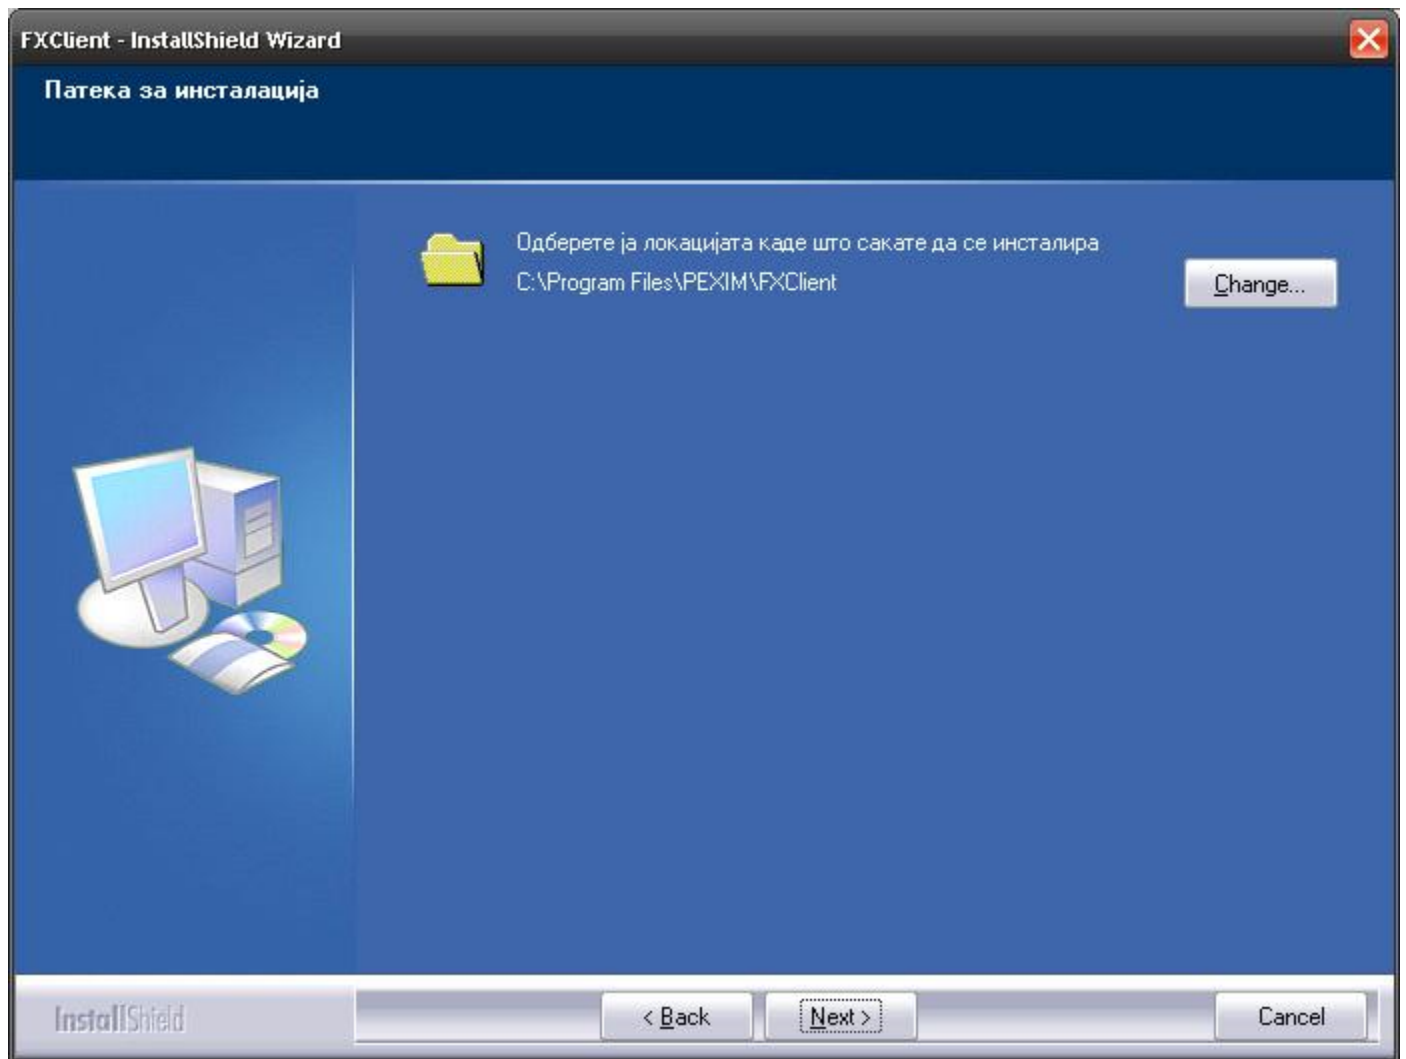 FXClient - InstallShield Wizard
Патека за инсталација
Одберете ја локацијата каде што сакате да се инсталира
C:\Program Files\PEXIM\FXClient
Change...
InstallShield
< Back
Next >
Cancel